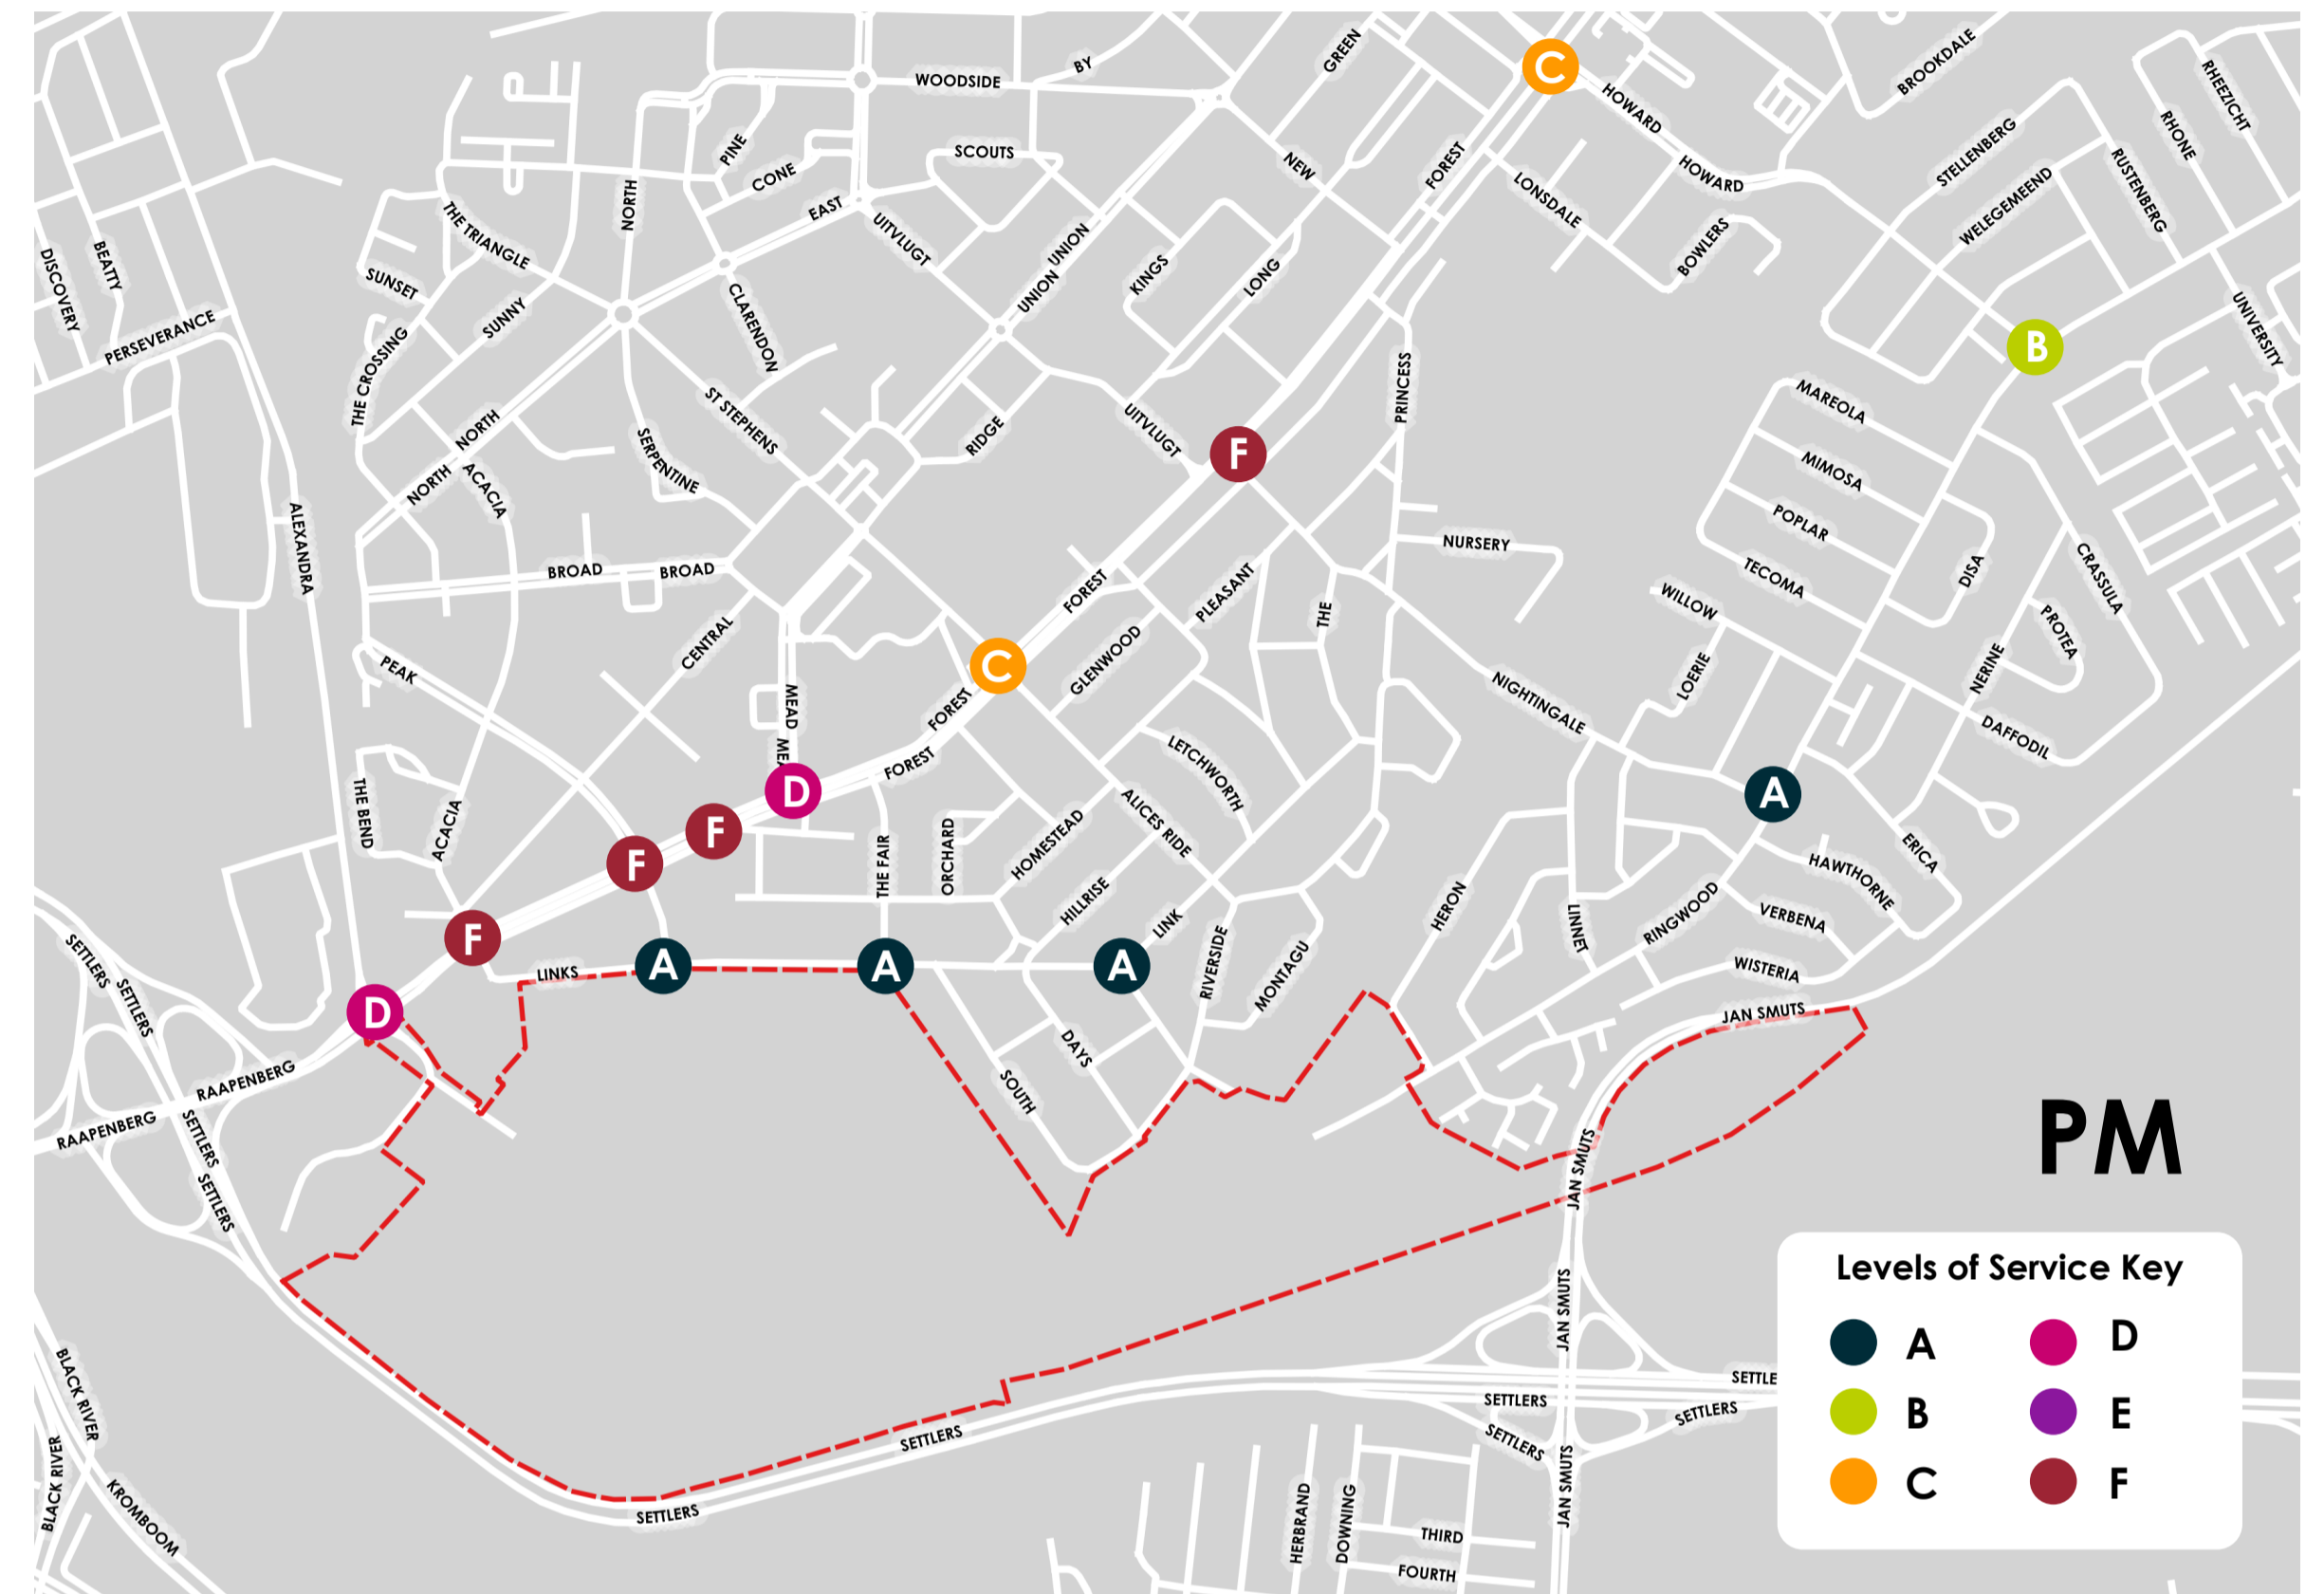 GREEN
C
BROOKDALE
RHEEZICHT
BY
WOODSIDE
HOWARD
FOREST
STELLENBERG
RHONE
PINE
SCOUTS
NEW
HOWARD
RUSTENBERG
CONE
LONSDALE
WELEGEMEEND
NORTH
EAST
THE TRIANGLE
UITVLUGT
UNION
BOWLERS
BEATTY
DISCOVERY
KINGS
LONG
SUNSET
UNION
CLARENDON
SUNNY
UNIVERSITY
PERSEVERANCE
B
THE CROSSING
PRINCESS
MAREOLA
ST STEPHENS
NORTH
RIDGE
UITVLUGT
F
SERPENTINE
MIMOSA
NORTH
ACACIA
POPLAR
ALEXANDRA
NURSERY
BROAD
BROAD
TECOMA
DISA
CRASSULA
FOREST
PLEASANT
THE
WILLOW
PROTEA
CENTRAL
GLENWOOD
PEAK
C
LOERIE
NERINE
MEAD
FOREST
NIGHTINGALE
DAFFODIL
MEA
FOREST
LETCHWORTH
D
A
THE BEND
ACACIA
F
ALICES RIDE
F
THE FAIR
ORCHARD
HOMESTEAD
ERICA
HAWTHORNE
HILLRISE
HERON
LINNET
RINGWOOD
VERBENA
F
LINK
SETTLERS
LINKS
A
A
A
RIVERSIDE
MONTAGU
WISTERIA
SETTLERS
D
JAN SMUTS
DAYS
RAAPENBERG
SOUTH
RAAPENBERG
SETTLERS
PM
JAN SMUTS
SETTLERS
Levels of Service Key
JAN SMUTS
A
D
BLACK RIVER
SETTLE
SETTLERS
B
E
SETTLERS
SETTLERS
SETTLERS
C
F
BLACK RIVER
JAN SMUTS
KROMBOOM
SETTLERS
HERBRAND
DOWNING
THIRD
FOURTH